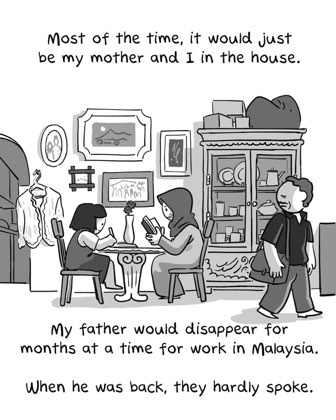 Most of the time, it would just
be my mother and I in the house.
My father would disappear for
months at a time for work in Malaysia.
When he was back, they hardly spoke.